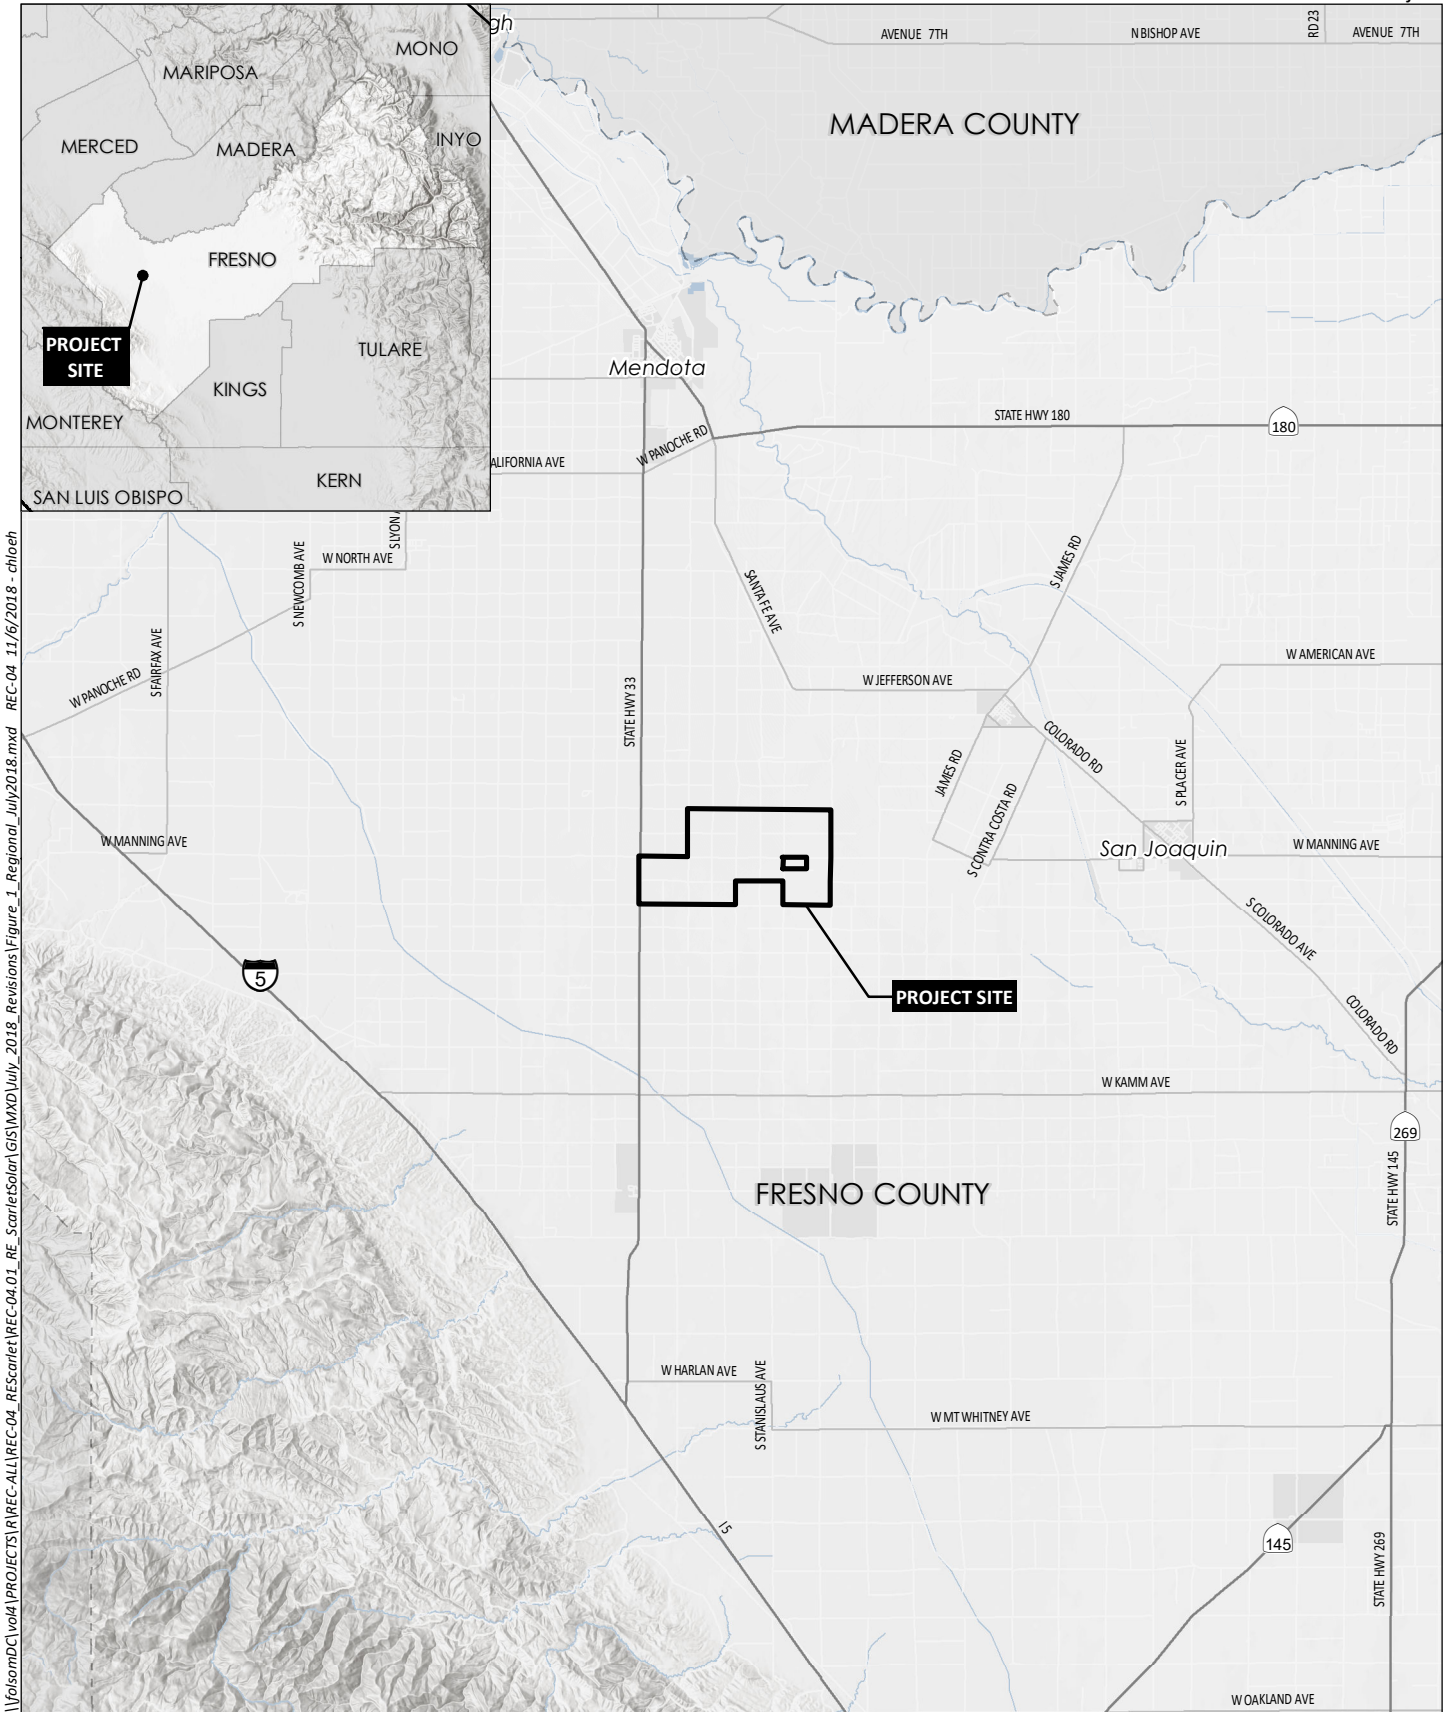 gh
AVENUE 7TH
N BISHOP AVE
RD 23
AVENUE 7TH
MONO
MARIPOSA
MERCED
MADERA
INYO
FRESNO
PROJECT
SITE
TULARE
KINGS
MONTEREY
KERN
SAN LUIS OBISPO
MADERA COUNTY
Mendota
STATE HWY 180
180
W PANOCHE RD
ALIFORNIA AVE
S LYON A
W NORTH AVE
S NEWCOMB AVE
SANTA FE AVE
S JAMES RD
S FAIRFAX AVE
W PANOCHE RD
W AMERICAN AVE
W JEFFERSON AVE
STATE HWY 33
COLORADO RD
JAMES RD
S PLACER AVE
S CONTRA COSTA RD
W MANNING AVE
San Joaquin
W MANNING AVE
S COLORADO AVE
5
PROJECT SITE
COLORADO RD
W KAMM AVE
269
STATE HWY 145
FRESNO COUNTY
W HARLAN AVE
S STANISLAUS AVE
W MT WHITNEY AVE
I5
145
STATE HWY 269
W OAKLAND AVE
\\folsomDC\vol4\PROJECTS\R\REC-ALL\REC-04_REScarlet\REC-04.01_RE_ScarletSolar\GIS\MXD\July_2018_Revisions\Figure_1_Regional_July2018.mxd REC-04 11/6/2018 - chloeh